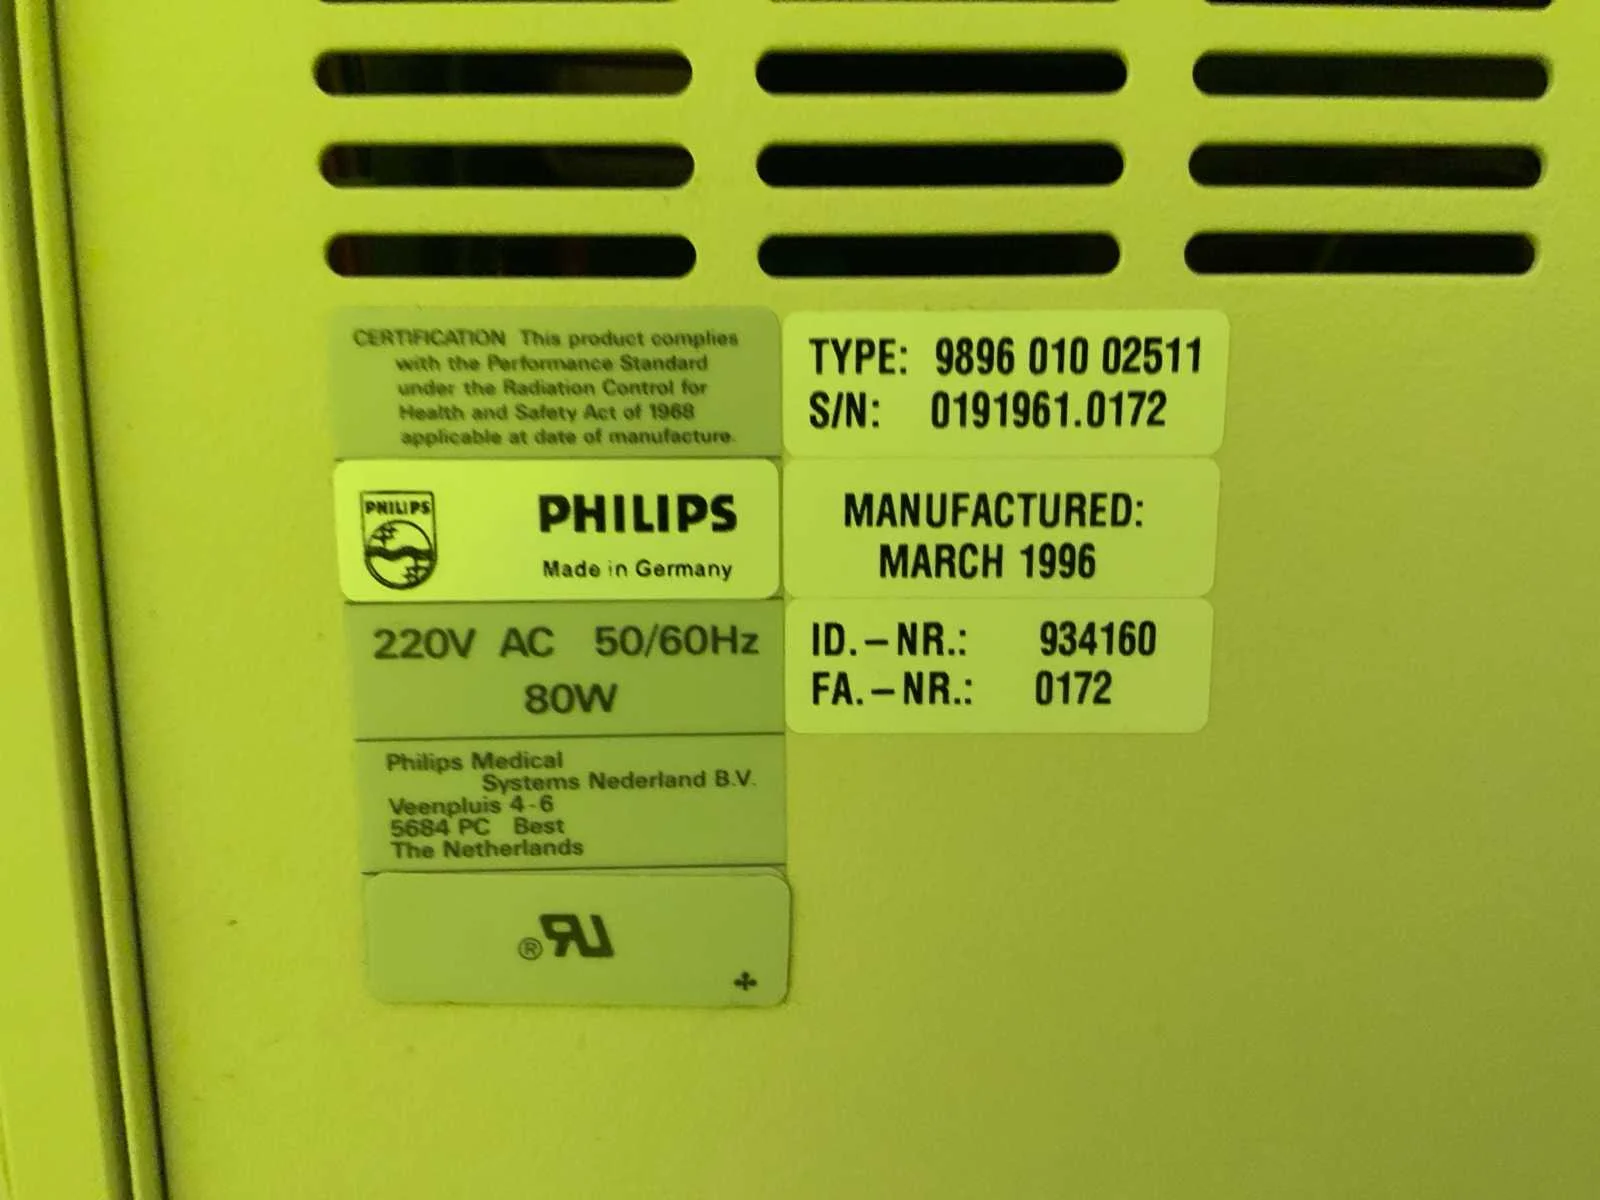 CERTIFICATION This product complies
with the Performance Standard
under the Radiation Control for
Health and Safety Act of 1968
applicable at date of manufacture.
PHILIPS
PHILIPS
Made in Germany
220V AC 50/60Hz
80W
Philips Medical
Systems Nederland B.V.
Veenpluis 4-6
5684 PC Best
The Netherlands
®
TYPE: 9896 010 02511
S/N: 0191961.0172
MANUFACTURED:
MARCH 1996
ID.-NR.: 934160
FA.-NR.: 0172